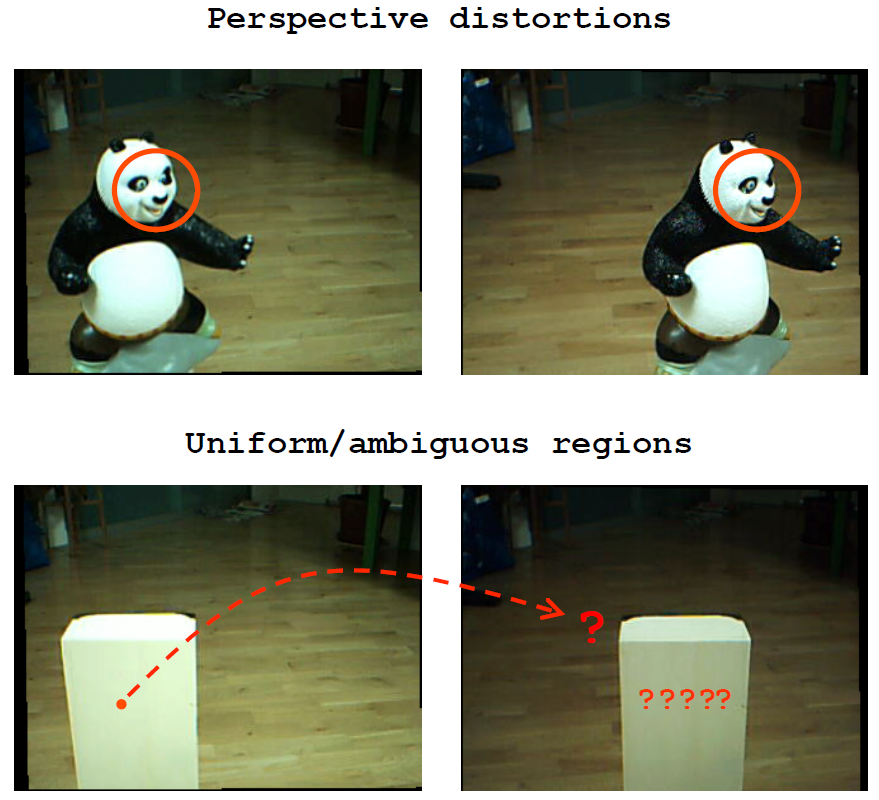 Perspective distortions
Uniform/ambiguous regions
?
?????